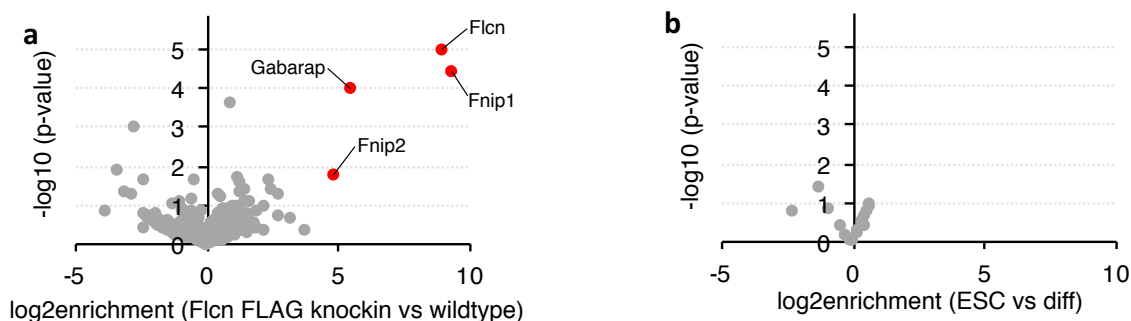 a
-log10 (p-value)
5
4
3
2
1
0
Flcn
Gabarap
Fnip1
Fnip2
-5
0
5
10
log2enrichment (Flcn FLAG knockin vs wildtype)
b
-log10 (p-value)
5
4
3
2
1
0
-5
0
5
10
log2enrichment (ESC vs diff)